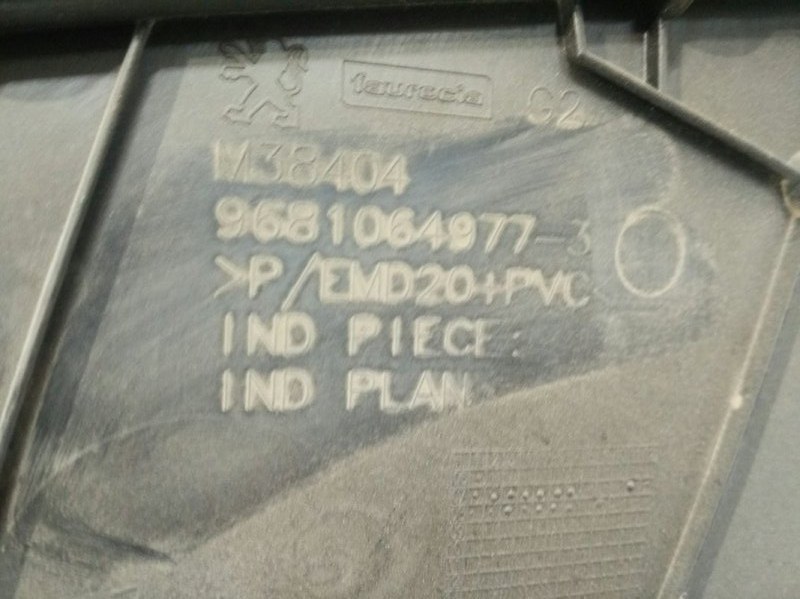 faurecia
M38404
9681064977-3
>P/EMD20+PVC
IND PIECE:
IND PLAN